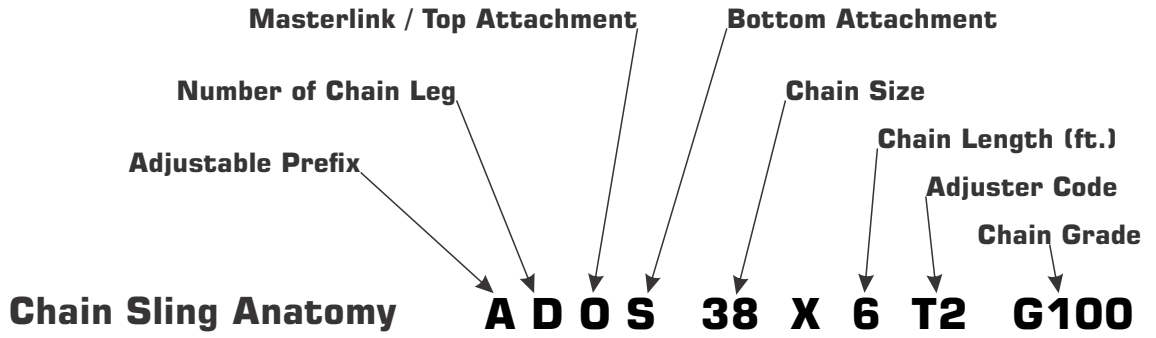 Masterlink / Top Attachment
Bottom Attachment
Number of Chain Leg
Chain Size
Chain Length (ft.)
Adjustable Prefix
Adjuster Code
Chain Grade
Chain Sling Anatomy A D O S 38 X 6 T2 G100